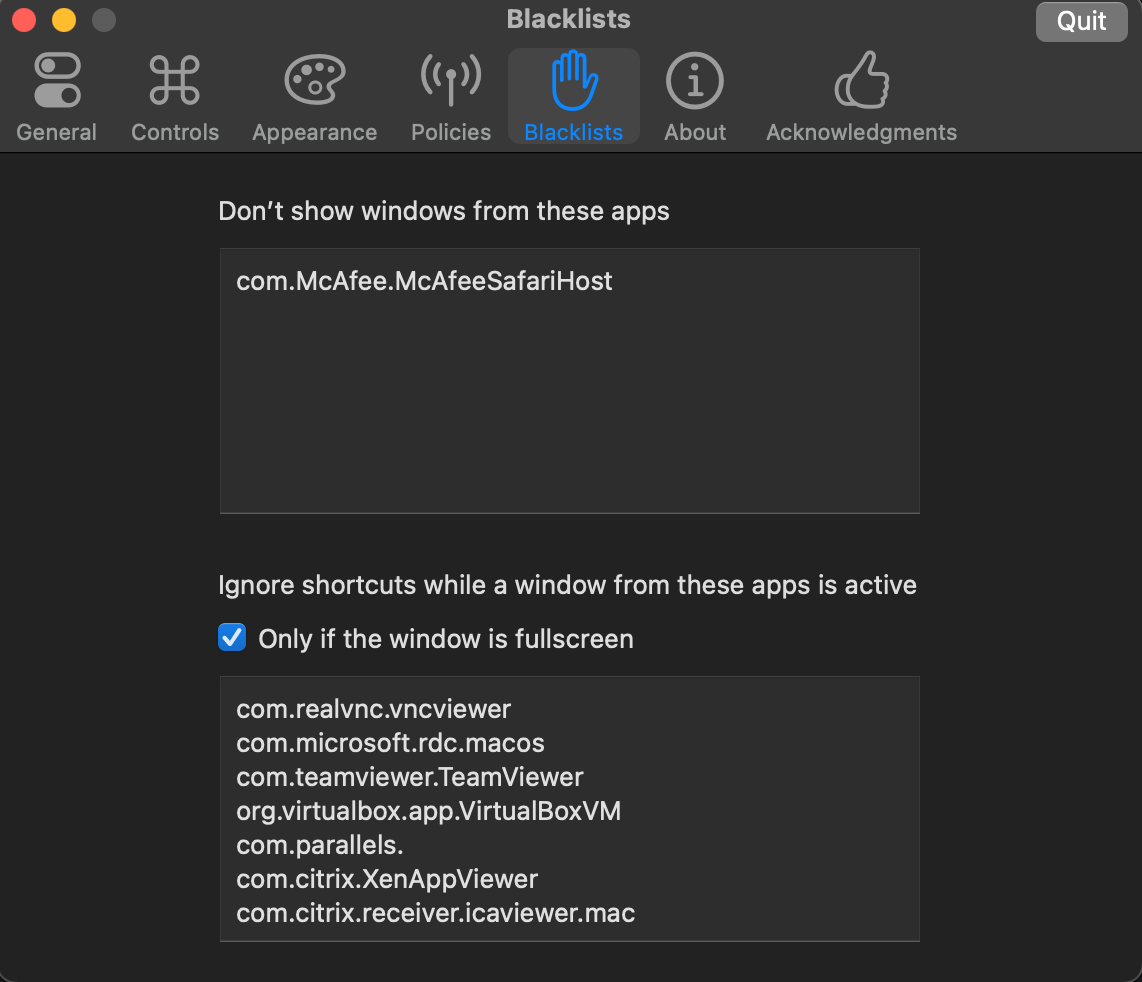 Blacklists
Quit
General
Controls
Appearance
Policies
Blacklists
About
Acknowledgments
Don’t show windows from these apps
com.McAfee.McAfeeSafariHost
Ignore shortcuts while a window from these apps is active
Only if the window is fullscreen
com.realvnc.vncviewer
com.microsoft.rdc.macos
com.teamviewer.TeamViewer
org.virtualbox.app.VirtualBoxVM
com.parallels.
com.citrix.XenAppViewer
com.citrix.receiver.icaviewer.mac